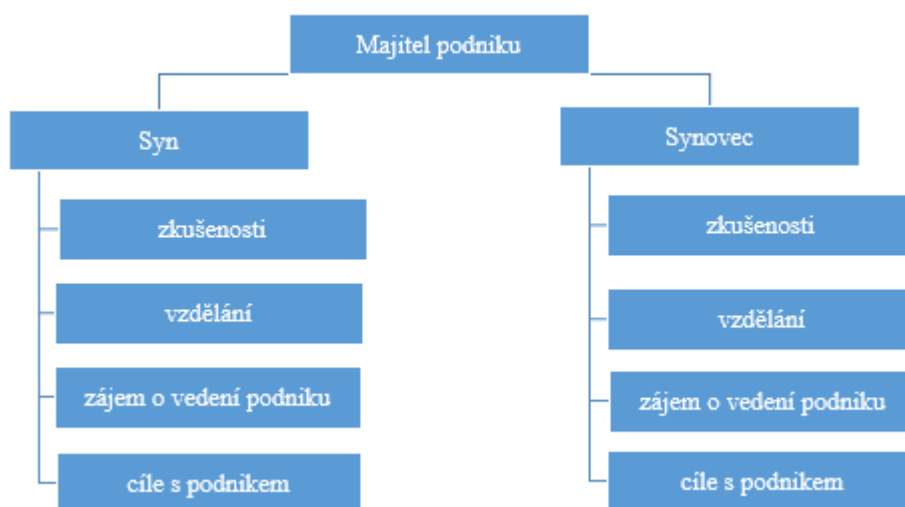 Majitel podniku
Syn
zkušenosti
vzdělání
zájem o vedení podniku
cíle s podnikem
Synovec
zkušenosti
vzdělání
zájem o vedení podniku
cíle s podnikem